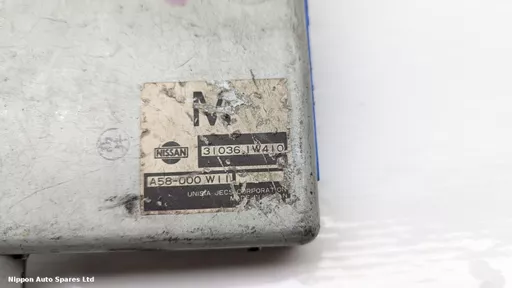 M
NISSAN
31036 1W410
A58-000 W11
UNISIA JECS CORPORATION
Nippon Auto Spares Ltd